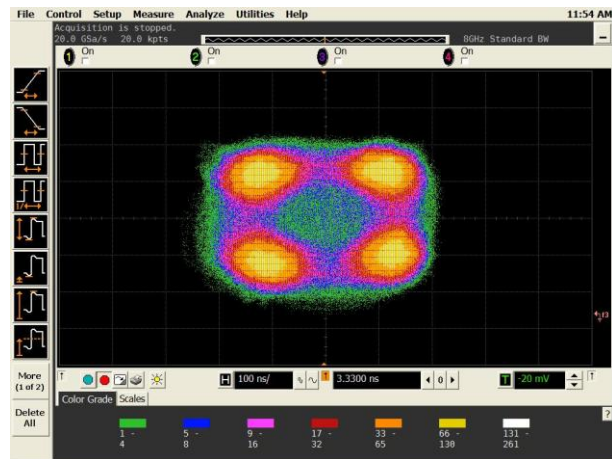 File Control Setup Measure Analyze Utilities Help 11:54 AM
Acquisition is stopped.
20.0 GSa/s 20.0 kpts 8GHz Standard BW
1 On 2 On 3 On 4 On
More
(1 of 2)
Delete
All
H 100 ns/ 3.3300 ns 0 T -20 mV
Color Grade Scales
?
1 - 5 - 9 - 17 - 33 - 66 - 131 -
4 8 16 32 65 130 261